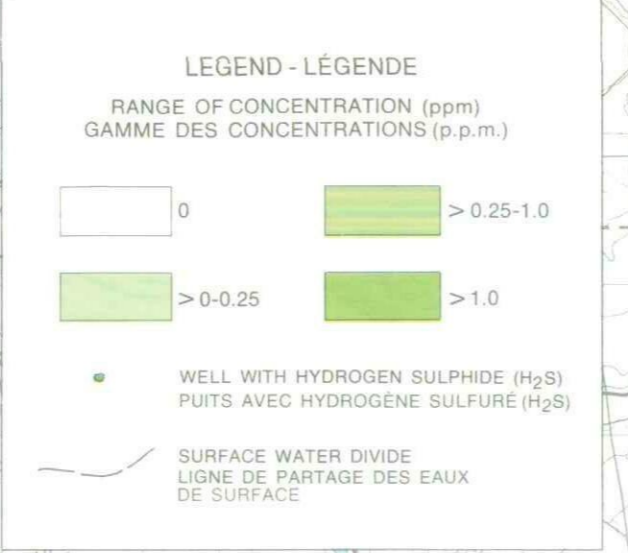 LEGEND - LÉGENDE
RANGE OF CONCENTRATION (ppm)
GAMME DES CONCENTRATIONS (p.p.m.)
0
> 0.25-1.0
> 0-0.25
> 1.0
WELL WITH HYDROGEN SULPHIDE (H₂S)
PUITS AVEC HYDROGÈNE SULFURÉ (H₂S)
SURFACE WATER DIVIDE
LIGNE DE PARTAGE DES EAUX
DE SURFACE